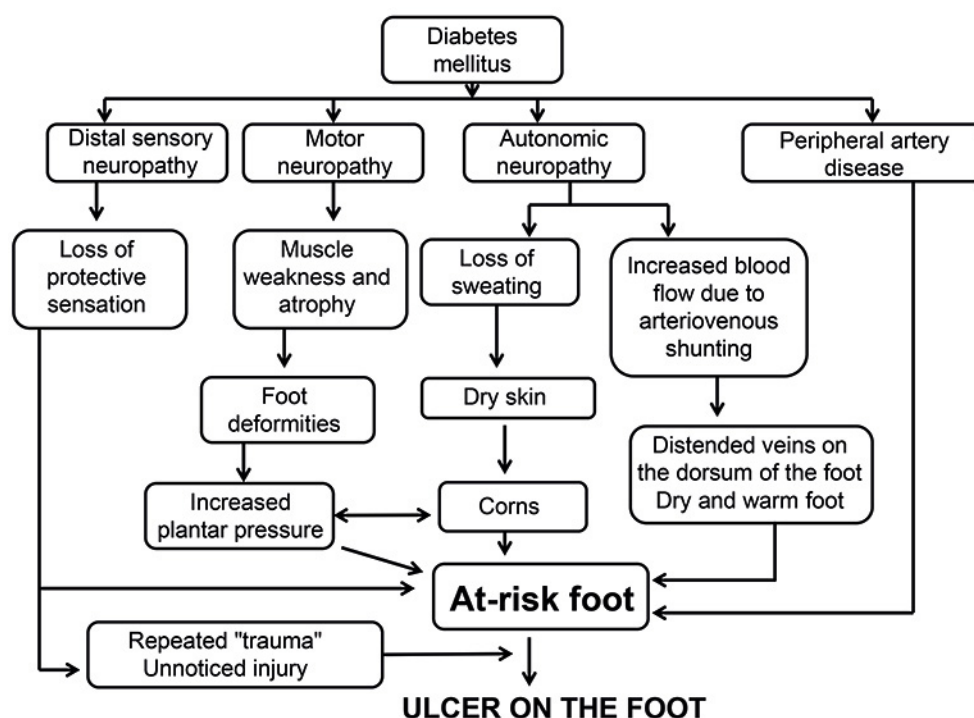 Diabetes
mellitus
Distal sensory
neuropathy
Motor
neuropathy
Autonomic
neuropathy
Peripheral artery
disease
Loss of
protective
sensation
Muscle
weakness and
atrophy
Loss of
sweating
Increased blood
flow due to
arteriovenous
shunting
Foot
deformities
Dry skin
Distended veins on
the dorsum of the foot
Dry and warm foot
Increased
plantar pressure
Corns
At-risk foot
Repeated "trauma"
Unnoticed injury
ULCER ON THE FOOT